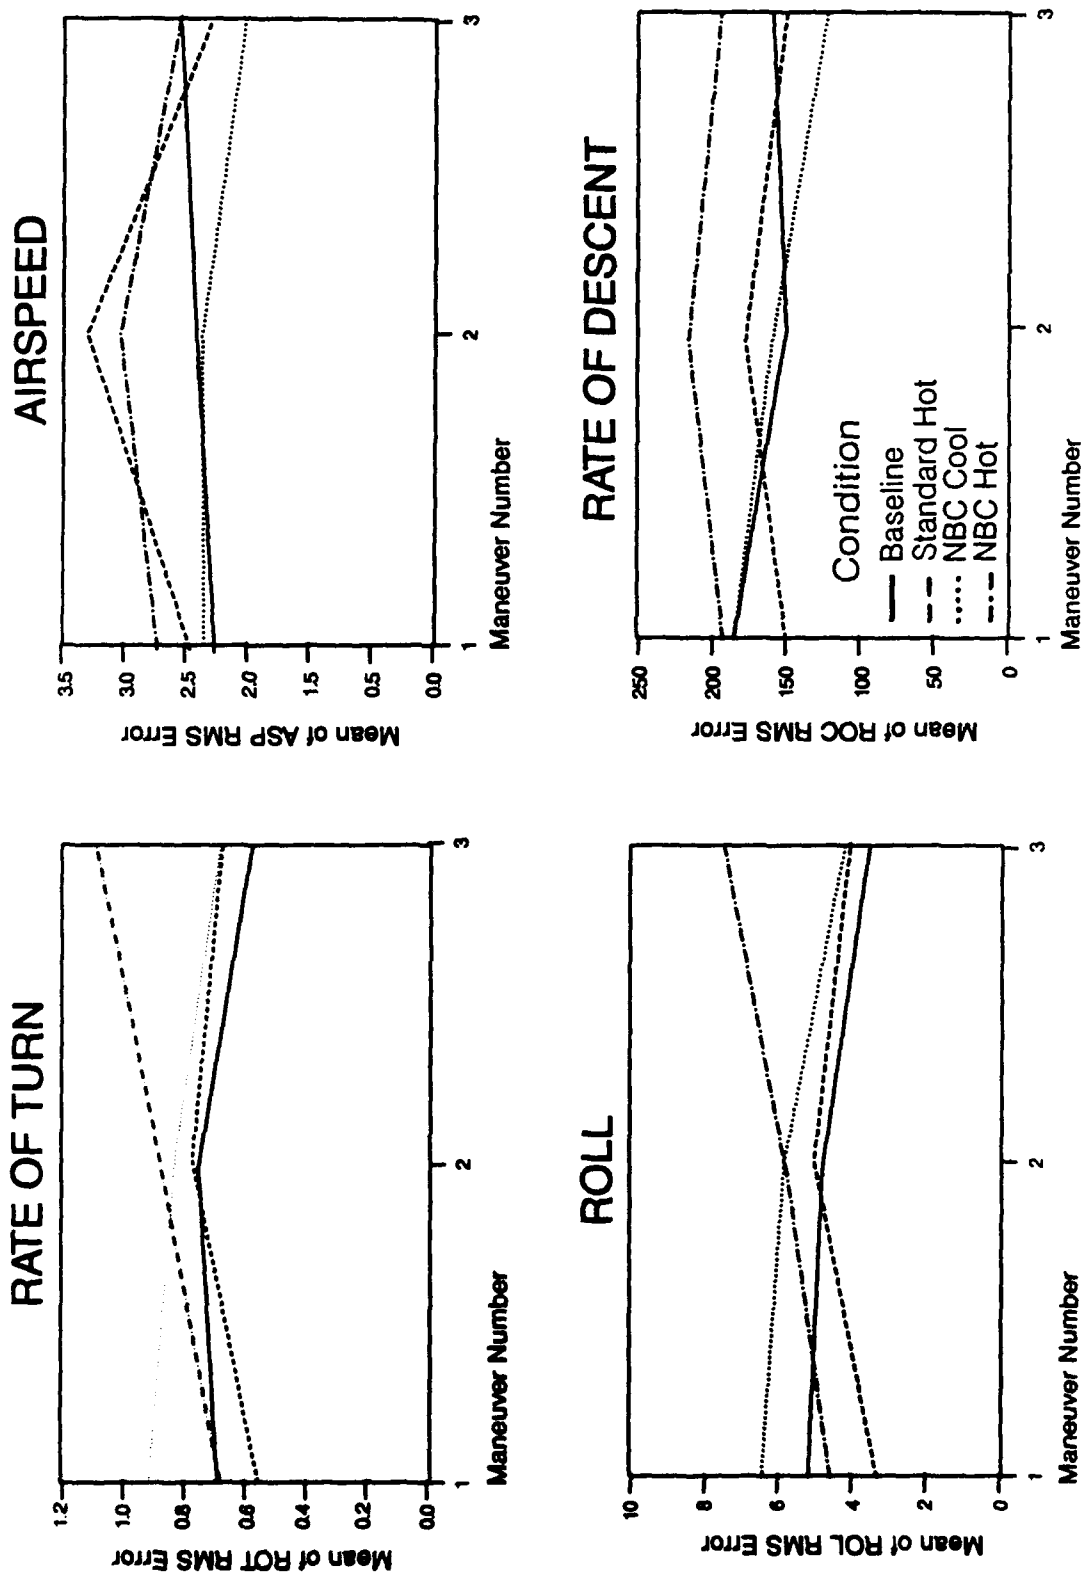 RATE OF TURN
Mean of ROT RMS Error
1.2
1.0
0.8
0.6
0.4
0.2
0.0
1
2
3
Maneuver Number
AIRSPEED
Mean of ASP RMS Error
3.5
3.0
2.5
2.0
1.5
1.0
0.5
0.0
1
2
3
Maneuver Number
ROLL
Mean of ROL RMS Error
10
8
6
4
2
0
1
2
3
Maneuver Number
RATE OF DESCENT
Mean of ROC RMS Error
250
200
150
100
50
0
1
2
3
Maneuver Number
Condition
Baseline
Standard Hot
NBC Cool
NBC Hot